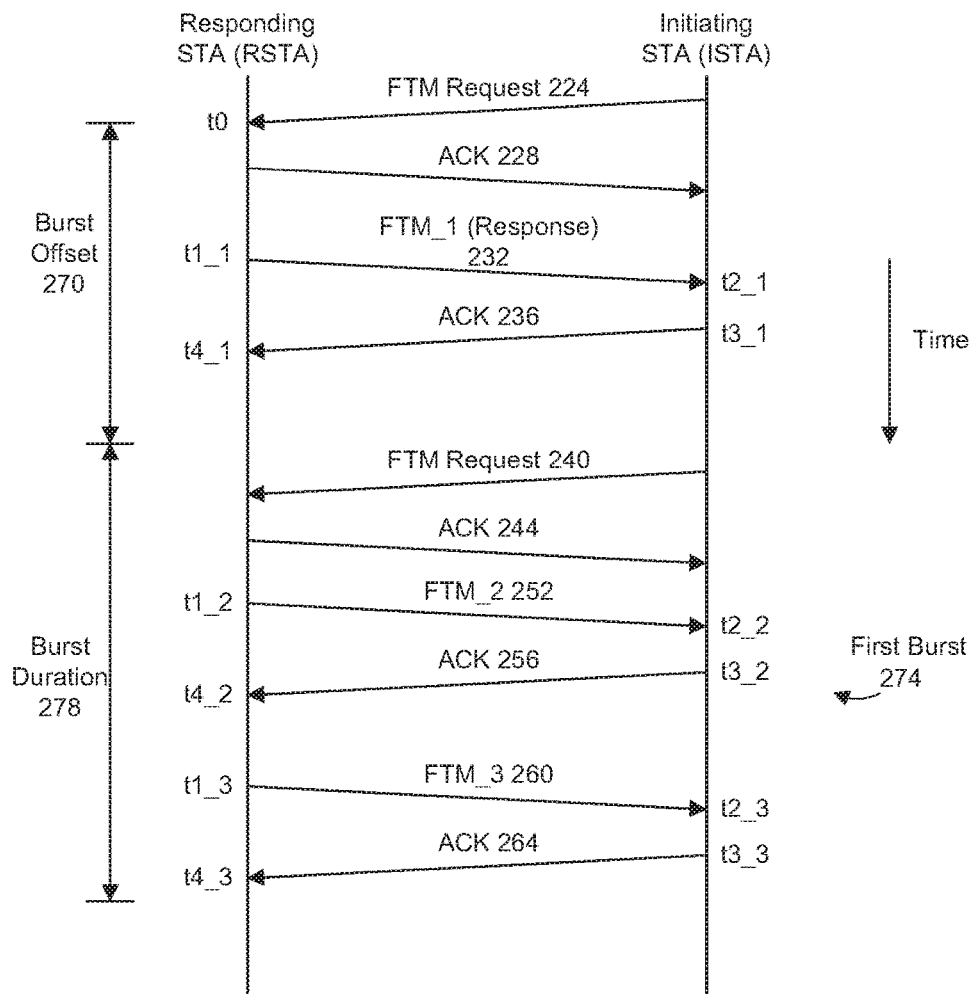 Responding
STA (RSTA)
Initiating
STA (ISTA)
FTM Request 224
t0
ACK 228
Burst
Offset
270
FTM_1 (Response)
232
t1_1
t2_1
ACK 236
t3_1
t4_1
Time
FTM Request 240
ACK 244
FTM_2 252
t1_2
t2_2
Burst
Duration
278
ACK 256
t3_2
t4_2
First Burst
274
FTM_3 260
t1_3
t2_3
ACK 264
t3_3
t4_3